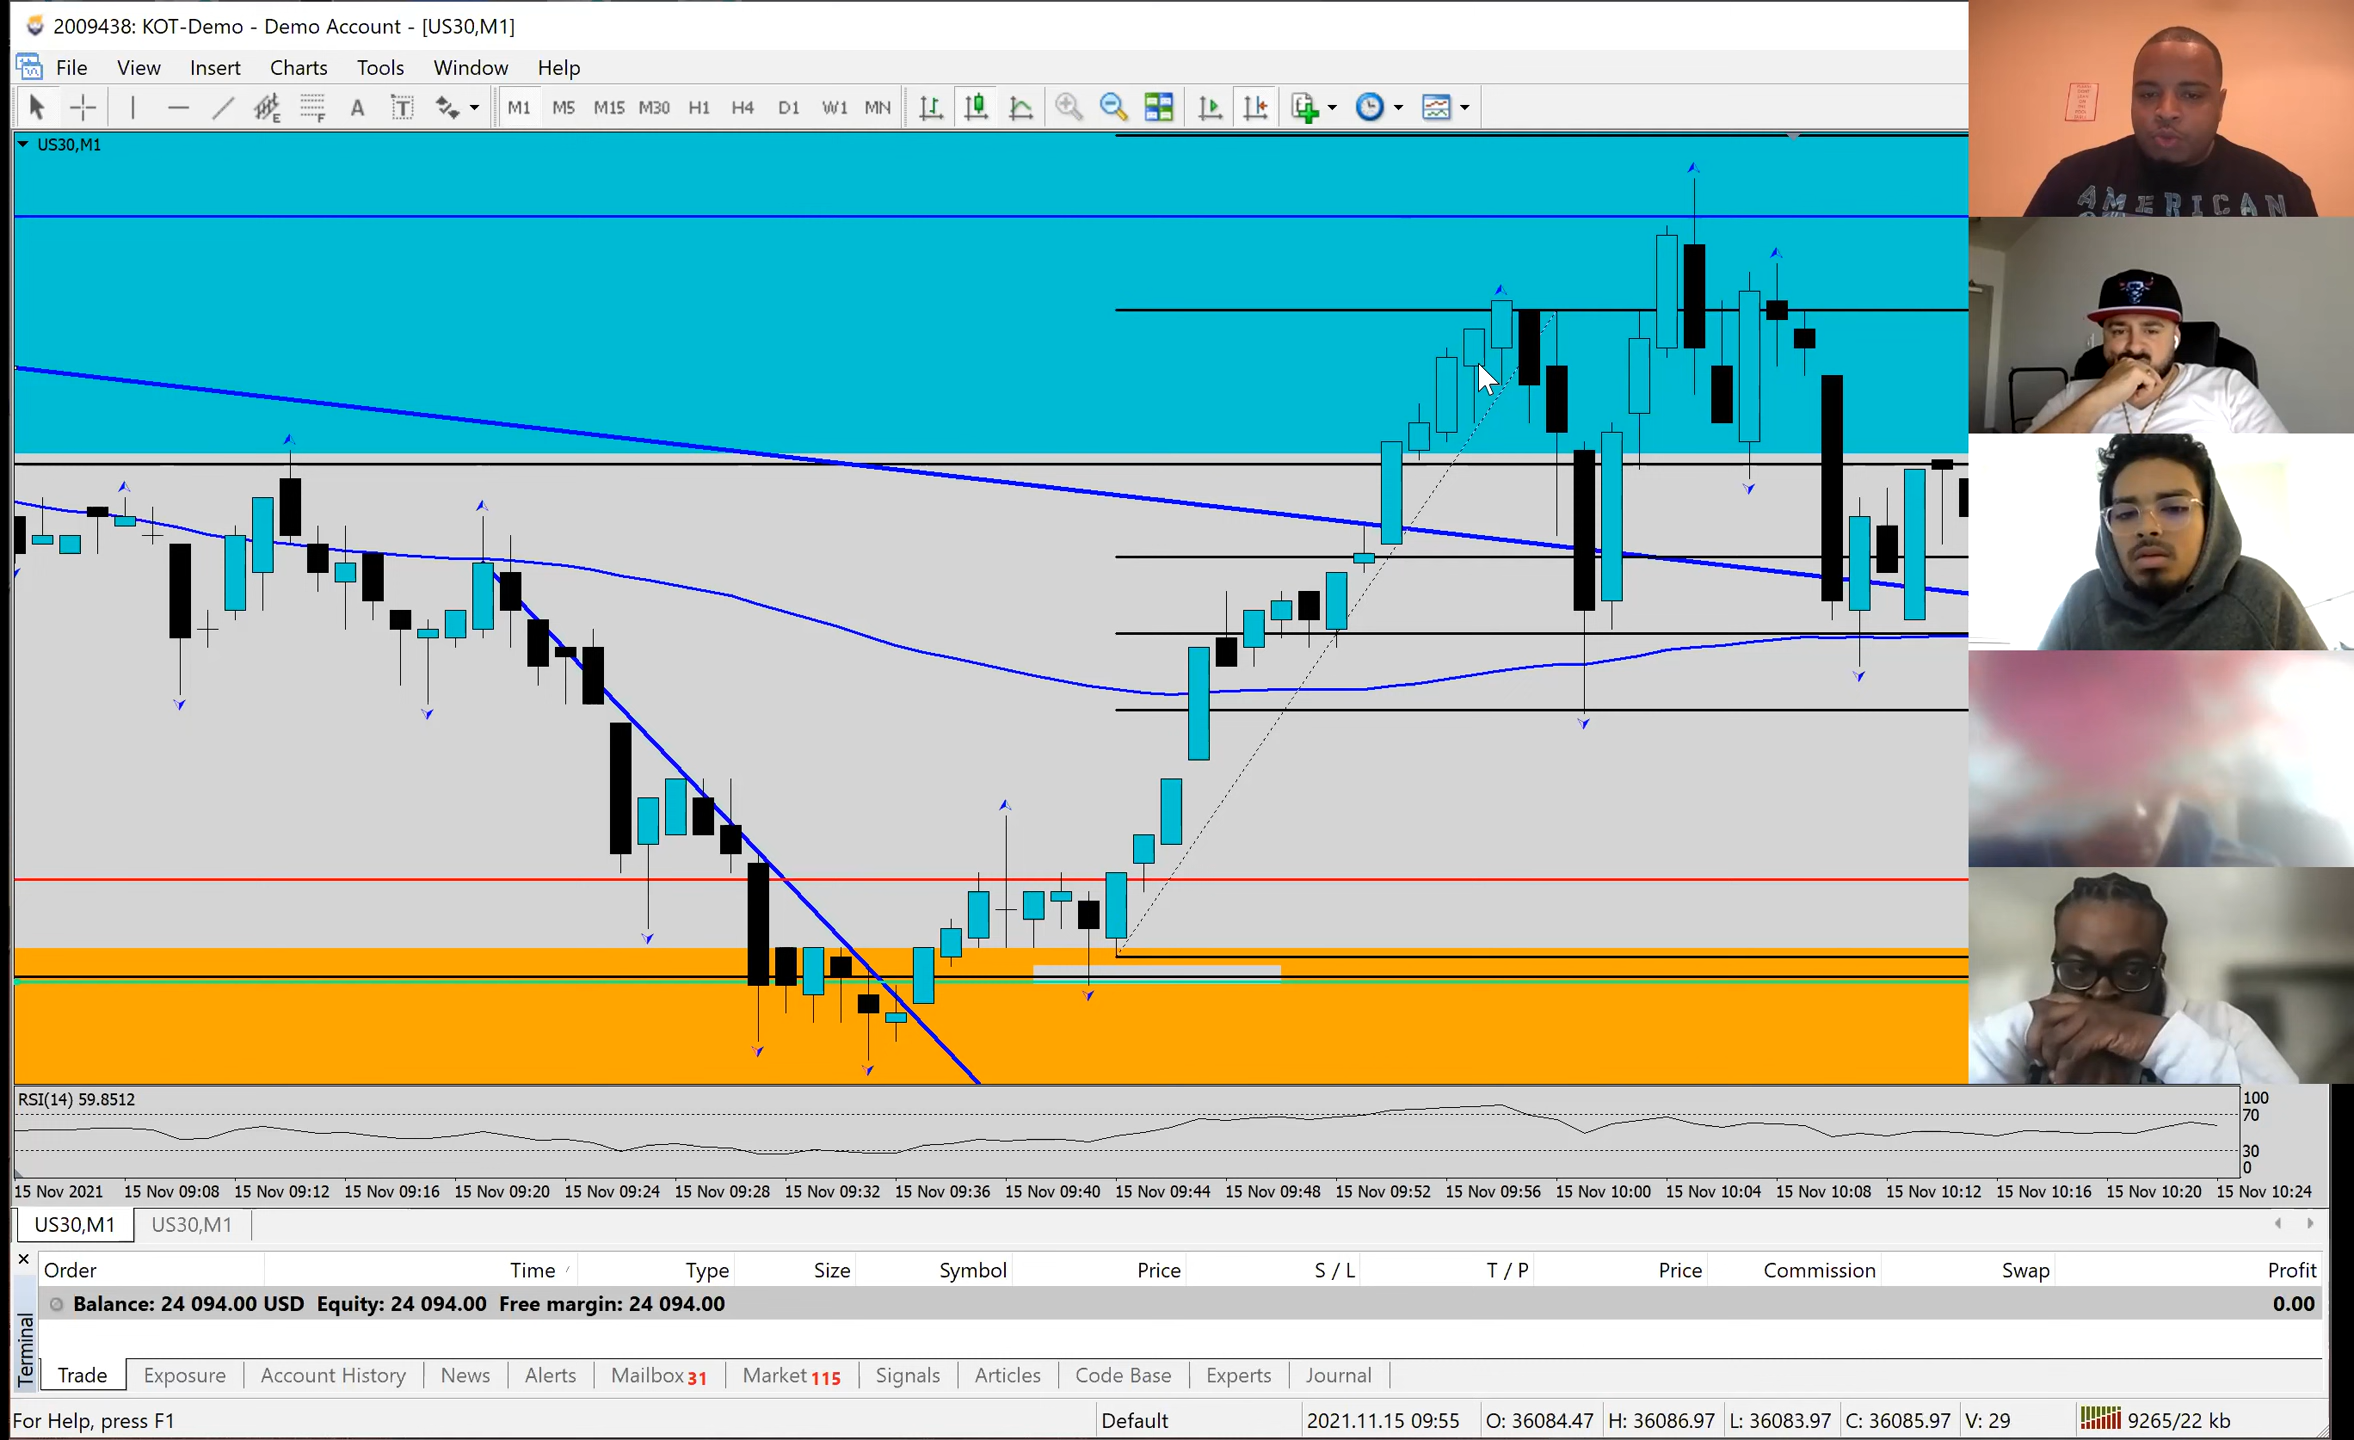 2009438: KOT-Demo - Demo Account - [US30,M1]
File View Insert Charts Tools Window Help
A T M1 M5 M15 M30 H1 H4 D1 W1 MN
US30,M1
AMERICAN
RSI(14) 59.8512
100
70
30
0
15 Nov 2021 15 Nov 09:08 15 Nov 09:12 15 Nov 09:16 15 Nov 09:20 15 Nov 09:24 15 Nov 09:28 15 Nov 09:32 15 Nov 09:36 15 Nov 09:40 15 Nov 09:44 15 Nov 09:48 15 Nov 09:52 15 Nov 09:56 15 Nov 10:00 15 Nov 10:04 15 Nov 10:08 15 Nov 10:12 15 Nov 10:16 15 Nov 10:20 15 Nov 10:24
US30,M1 US30,M1
Order Time Type Size Symbol Price S / L T / P Price Commission Swap Profit
Balance: 24 094.00 USD Equity: 24 094.00 Free margin: 24 094.00 0.00
Terminal
Trade Exposure Account History News Alerts Mailbox 31 Market 115 Signals Articles Code Base Experts Journal
For Help, press F1 Default 2021.11.15 09:55 O: 36084.47 H: 36086.97 L: 36083.97 C: 36085.97 V: 29 9265/22 kb